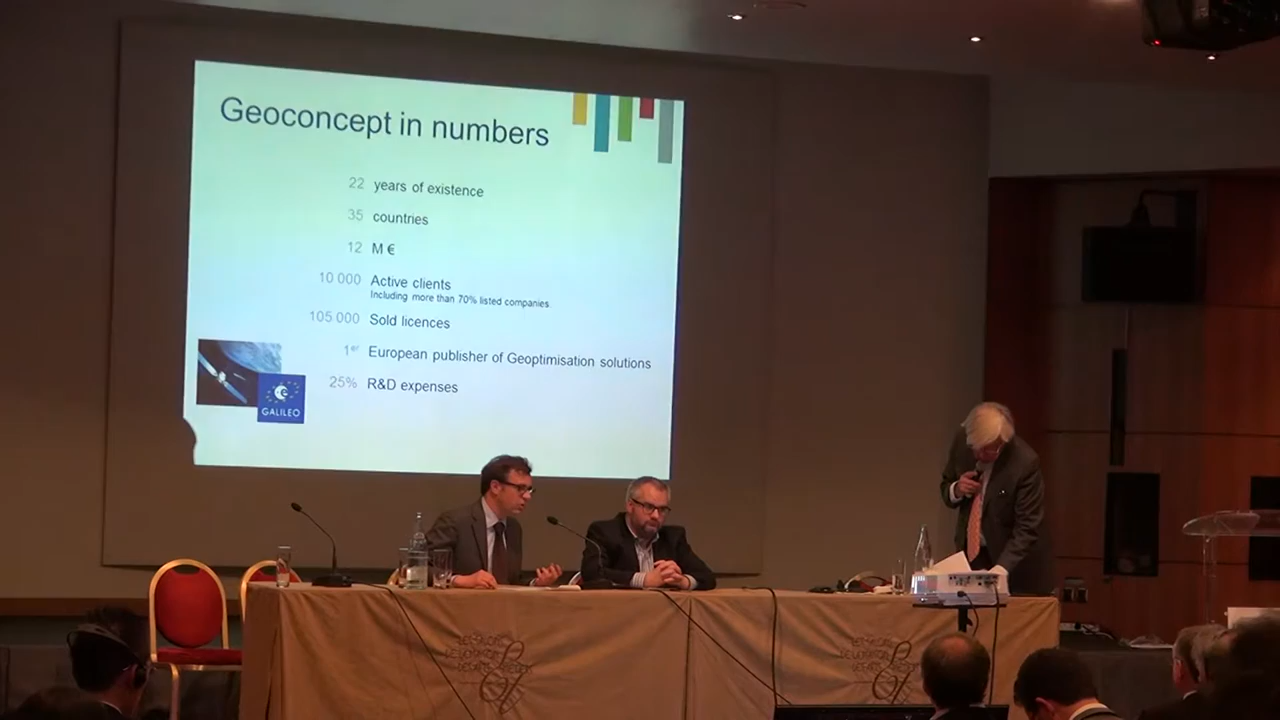 Geoconcept in numbers
22 years of existence
35 countries
12 M €
10 000 Active clients
Including more than 70% listed companies
105 000 Sold licences
1er European publisher of Geoptimisation solutions
25% R&D expenses
GALILEO